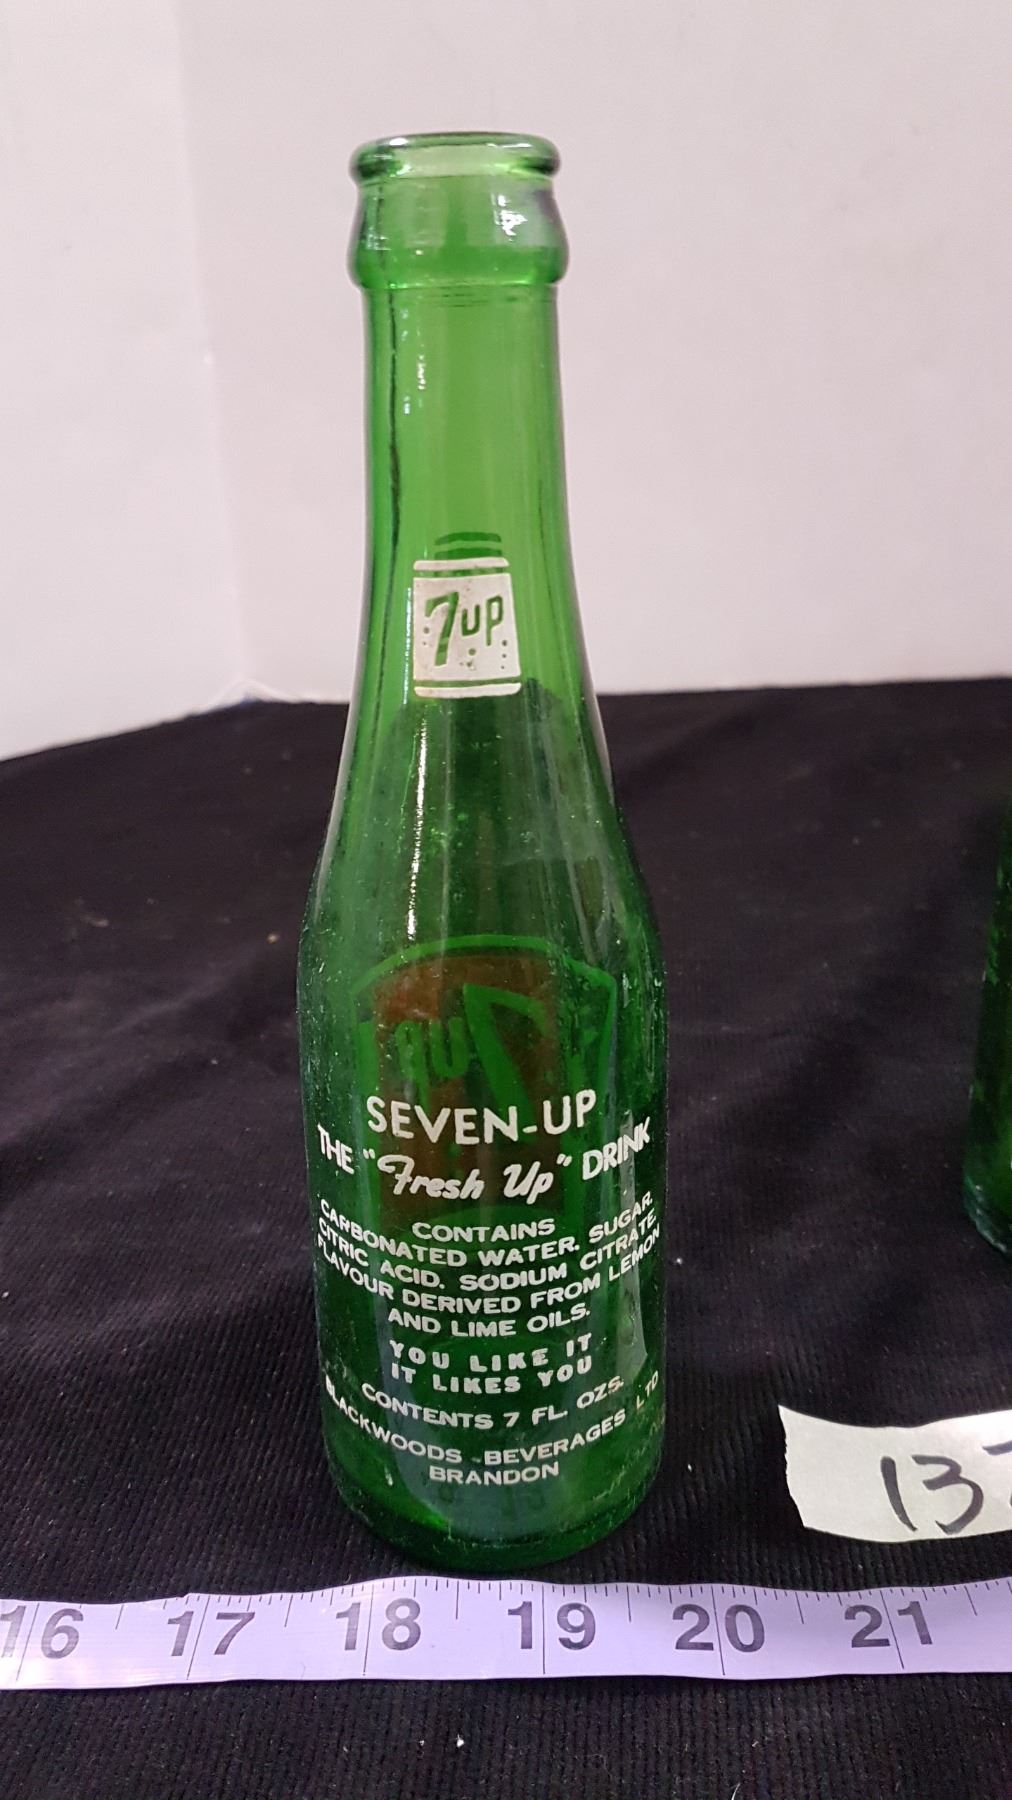 7up
SEVEN-UP
THE "Fresh Up" DRINK
CONTAINS
CARBONATED WATER, SUGAR,
CITRIC ACID, SODIUM CITRATE,
FLAVOUR DERIVED FROM LEMON
AND LIME OILS.
YOU LIKE IT
IT LIKES YOU
CONTENTS 7 FL. OZS.
BLACKWOODS BEVERAGES LTD
BRANDON
7up
13
16 17 18 19 20 21